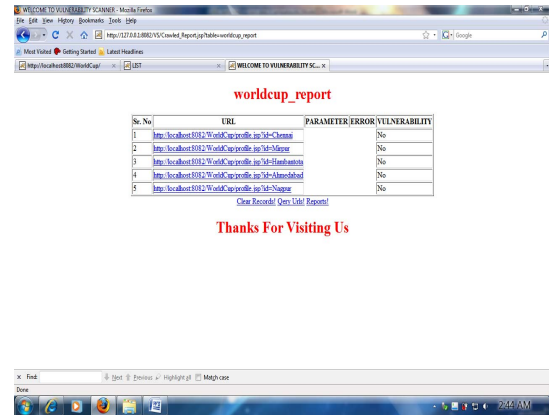 WELCOME TO VULNERABILITY SCANNER - Mozilla Firefox
File Edit View History Bookmarks Tools Help
http://127.0.0.1:8082/VS/Crawled_Report.jsp?table=worldcup_report
Google
Most Visited Getting Started Latest Headlines
http://localhost:8082/WorldCup/ LIST WELCOME TO VULNERABILITY SC...
worldcup_report
Sr. No URL PARAMETER ERROR VULNERABILITY
1 http://localhost:8082/WorldCup/profile.jsp?id=Chennai No
2 http://localhost:8082/WorldCup/profile.jsp?id=Mirpur No
3 http://localhost:8082/WorldCup/profile.jsp?id=Hambantota No
4 http://localhost:8082/WorldCup/profile.jsp?id=Ahmedabad No
5 http://localhost:8082/WorldCup/profile.jsp?id=Nagpur No
Clear Records! Qery Urls! Reports!
Thanks For Visiting Us
x Find: Next Previous Highlight all Match case
Done
2:44 AM